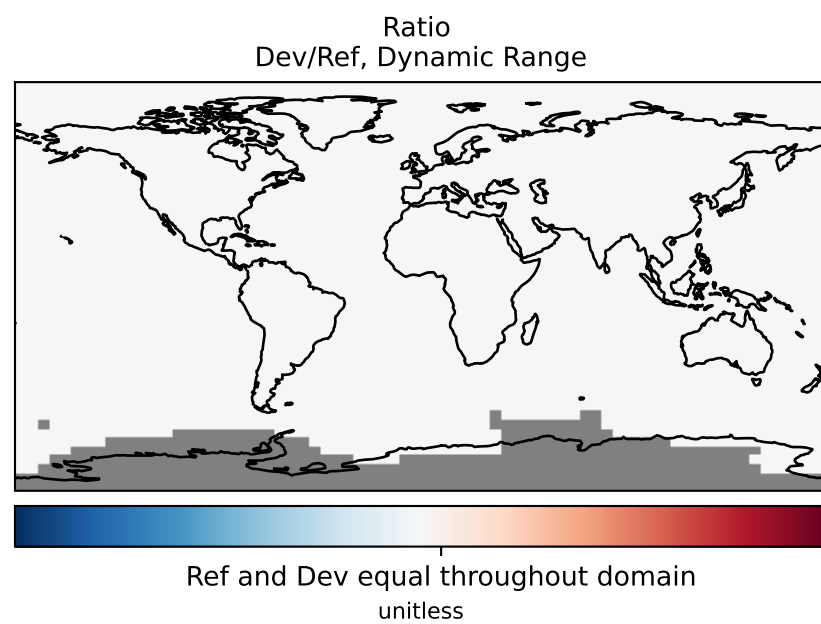 Ratio
Dev/Ref, Dynamic Range
Ref and Dev equal throughout domain
unitless